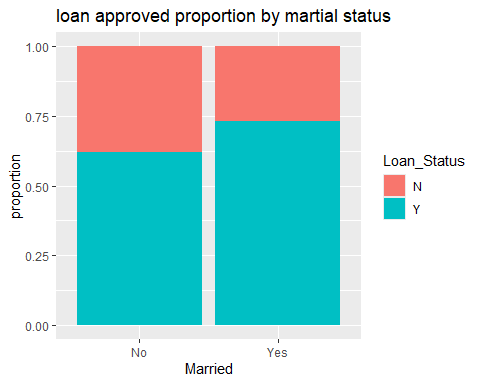 loan approved proportion by martial status
1.00
0.75
0.50
0.25
0.00
proportion
No
Yes
Married
Loan_Status
N
Y